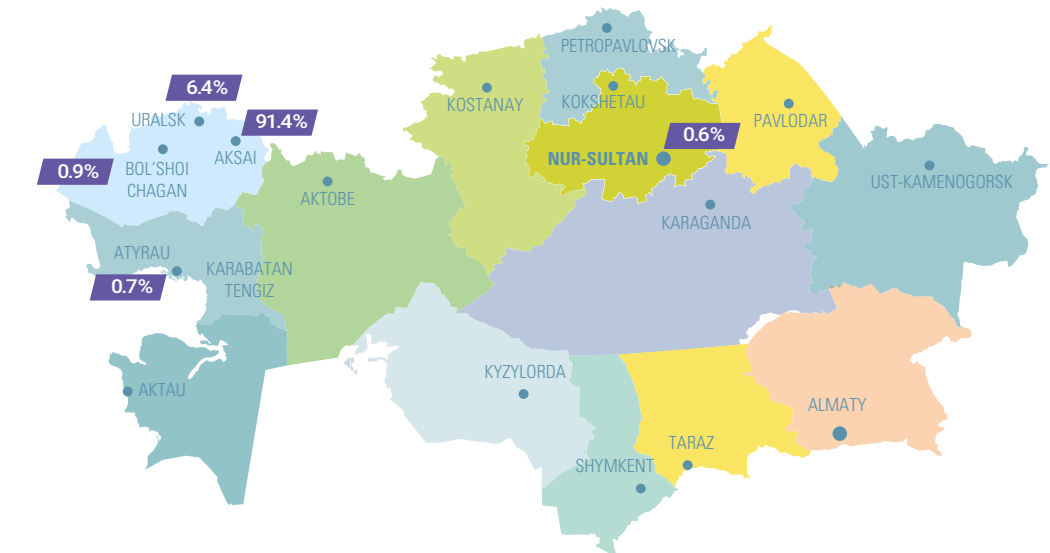 PETROPAVLOVSK
6.4%
KOSTANAY
KOKSHETAU
URALSK
91.4%
PAVLODAR
0.6%
AKSAI
NUR-SULTAN
0.9%
BOL'SHOI
CHAGAN
UST-KAMENOGORSK
AKTOBE
KARAGANDA
ATYRAU
KARABATAN
TENGIZ
0.7%
KYZYLORDA
AKTAU
ALMATY
TARAZ
SHYMKENT